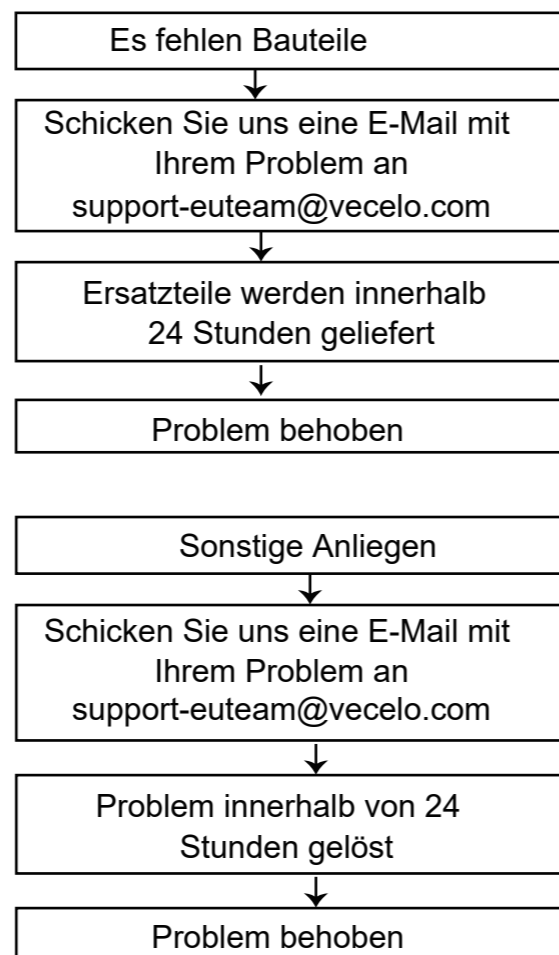 Es fehlen Bauteile
Schicken Sie uns eine E-Mail mit
Ihrem Problem an
support-euteam@vecelo.com
Ersatzteile werden innerhalb
24 Stunden geliefert
Problem behoben
Sonstige Anliegen
Schicken Sie uns eine E-Mail mit
Ihrem Problem an
support-euteam@vecelo.com
Problem innerhalb von 24
Stunden gelöst
Problem behoben